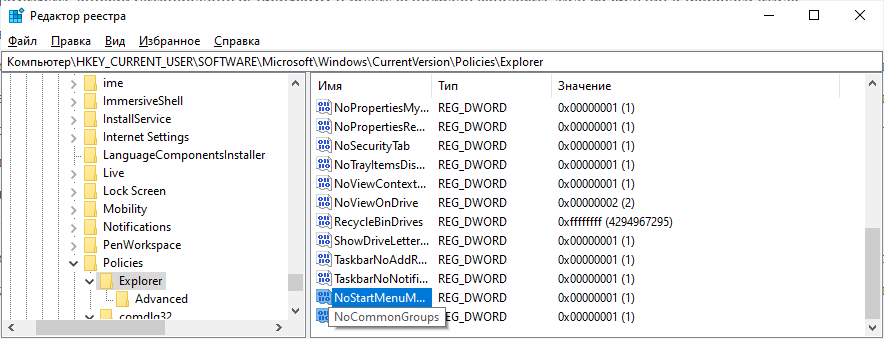 Редактор реестра
Файл Правка Вид Избранное Справка
Компьютер\HKEY_CURRENT_USER\SOFTWARE\Microsoft\Windows\CurrentVersion\Policies\Explorer
ime
ImmersiveShell
InstallService
Internet Settings
LanguageComponentsInstaller
Live
Lock Screen
Mobility
Notifications
PenWorkspace
Policies
Explorer
Advanced
comdlg32
Имя Тип Значение
NoPropertiesMy... REG_DWORD 0x00000001 (1)
NoPropertiesRe... REG_DWORD 0x00000001 (1)
NoSecurityTab REG_DWORD 0x00000001 (1)
NoTrayItemsDis... REG_DWORD 0x00000001 (1)
NoViewContext... REG_DWORD 0x00000001 (1)
NoViewOnDrive REG_DWORD 0x00000002 (2)
RecycleBinDrives REG_DWORD 0xffffffff (4294967295)
ShowDriveLetter... REG_DWORD 0x00000001 (1)
TaskbarNoAddR... REG_DWORD 0x00000001 (1)
TaskbarNoNotifi... REG_DWORD 0x00000001 (1)
NoStartMenuM... REG_DWORD 0x00000001 (1)
NoCommonGroups REG_DWORD 0x00000001 (1)